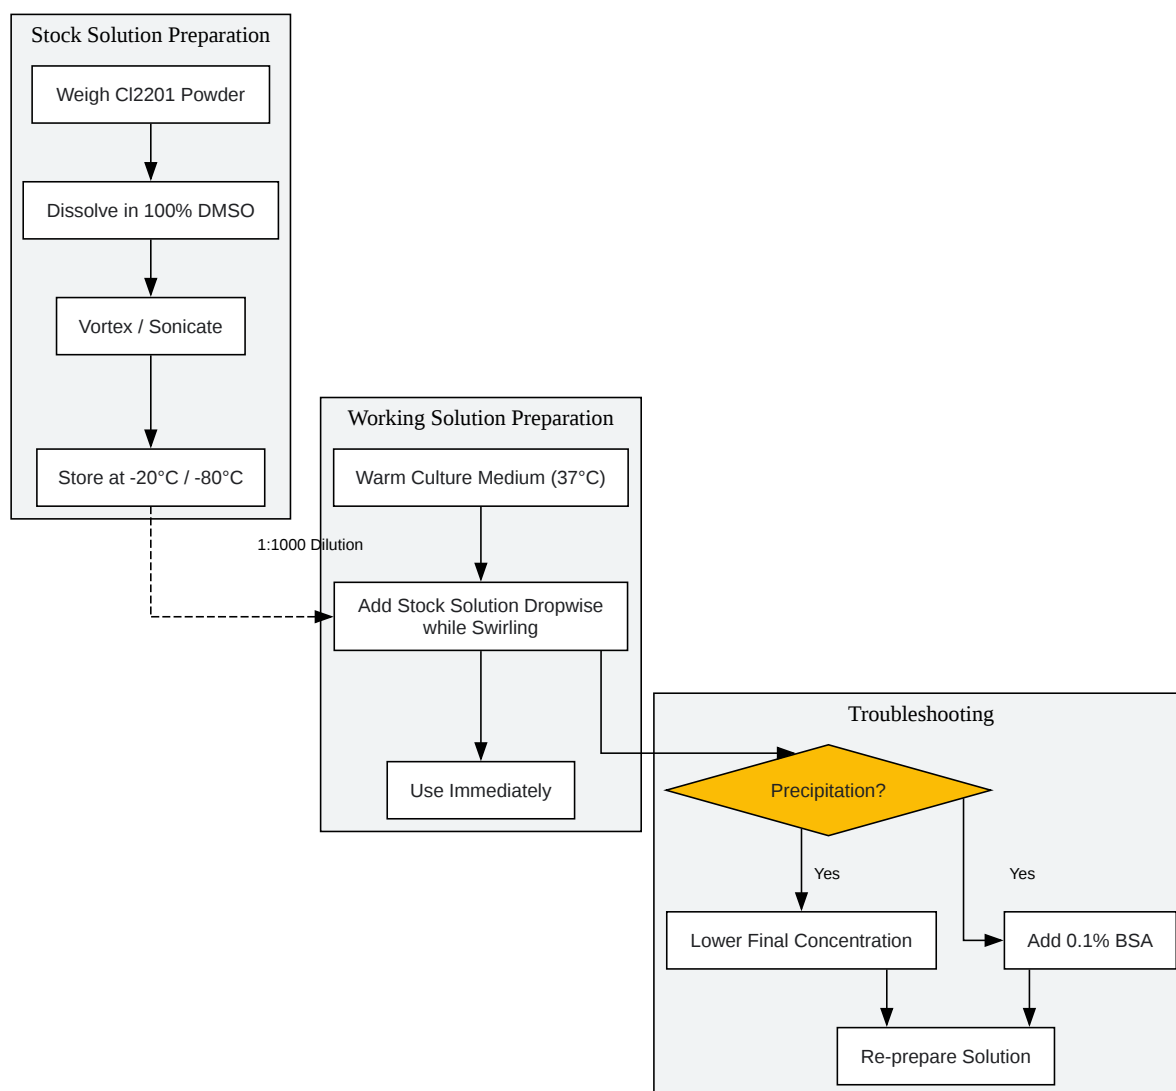 Stock Solution Preparation
Weigh Cl2201 Powder
Dissolve in 100% DMSO
Vortex / Sonicate
Store at -20°C / -80°C
Working Solution Preparation
Warm Culture Medium (37°C)
1:1000 Dilution
Add Stock Solution Dropwise
while Swirling
Use Immediately
Troubleshooting
Precipitation?
Yes
Yes
Lower Final Concentration
Add 0.1% BSA
Re-prepare Solution